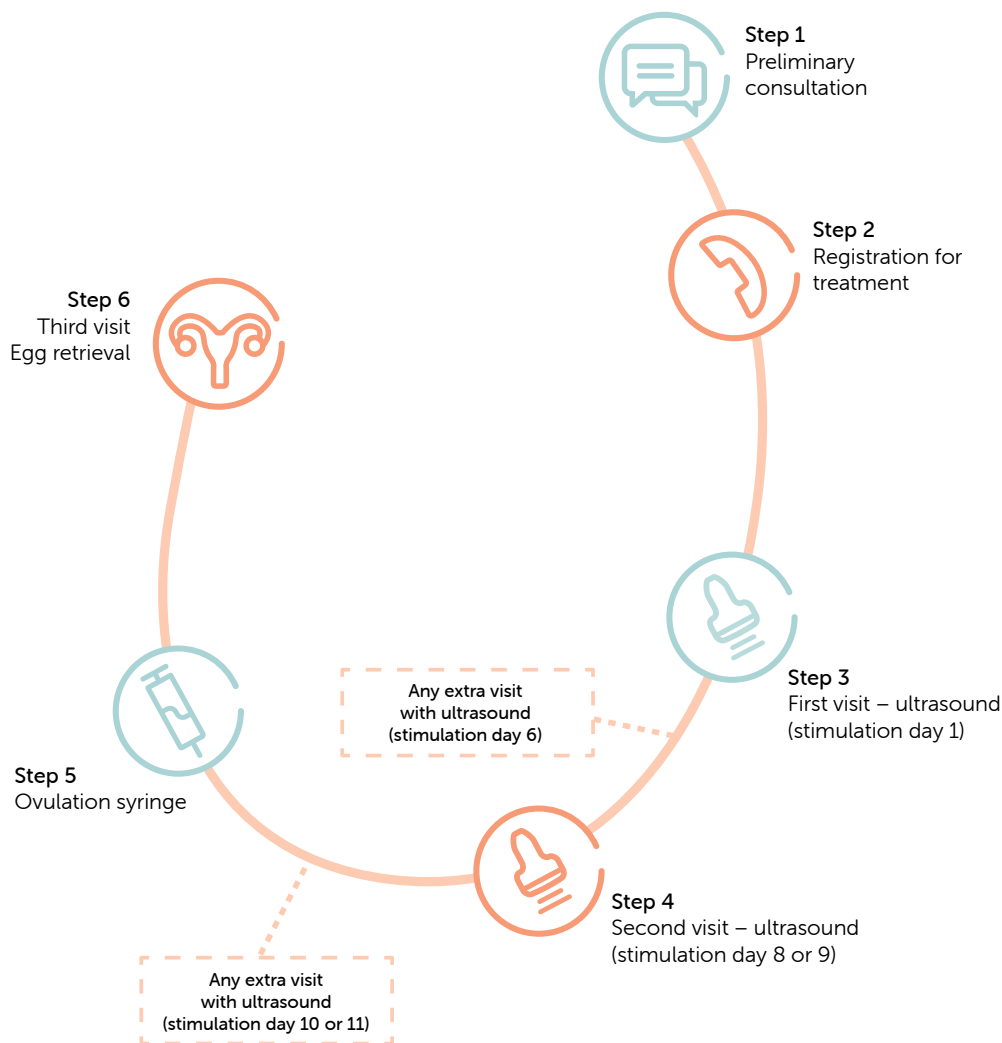 Step 1
Preliminary
consultation
Step 2
Registration for
treatment
Step 3
First visit – ultrasound
(stimulation day 1)
Any extra visit
with ultrasound
(stimulation day 6)
Step 4
Second visit – ultrasound
(stimulation day 8 or 9)
Any extra visit
with ultrasound
(stimulation day 10 or 11)
Step 5
Ovulation syringe
Step 6
Third visit
Egg retrieval